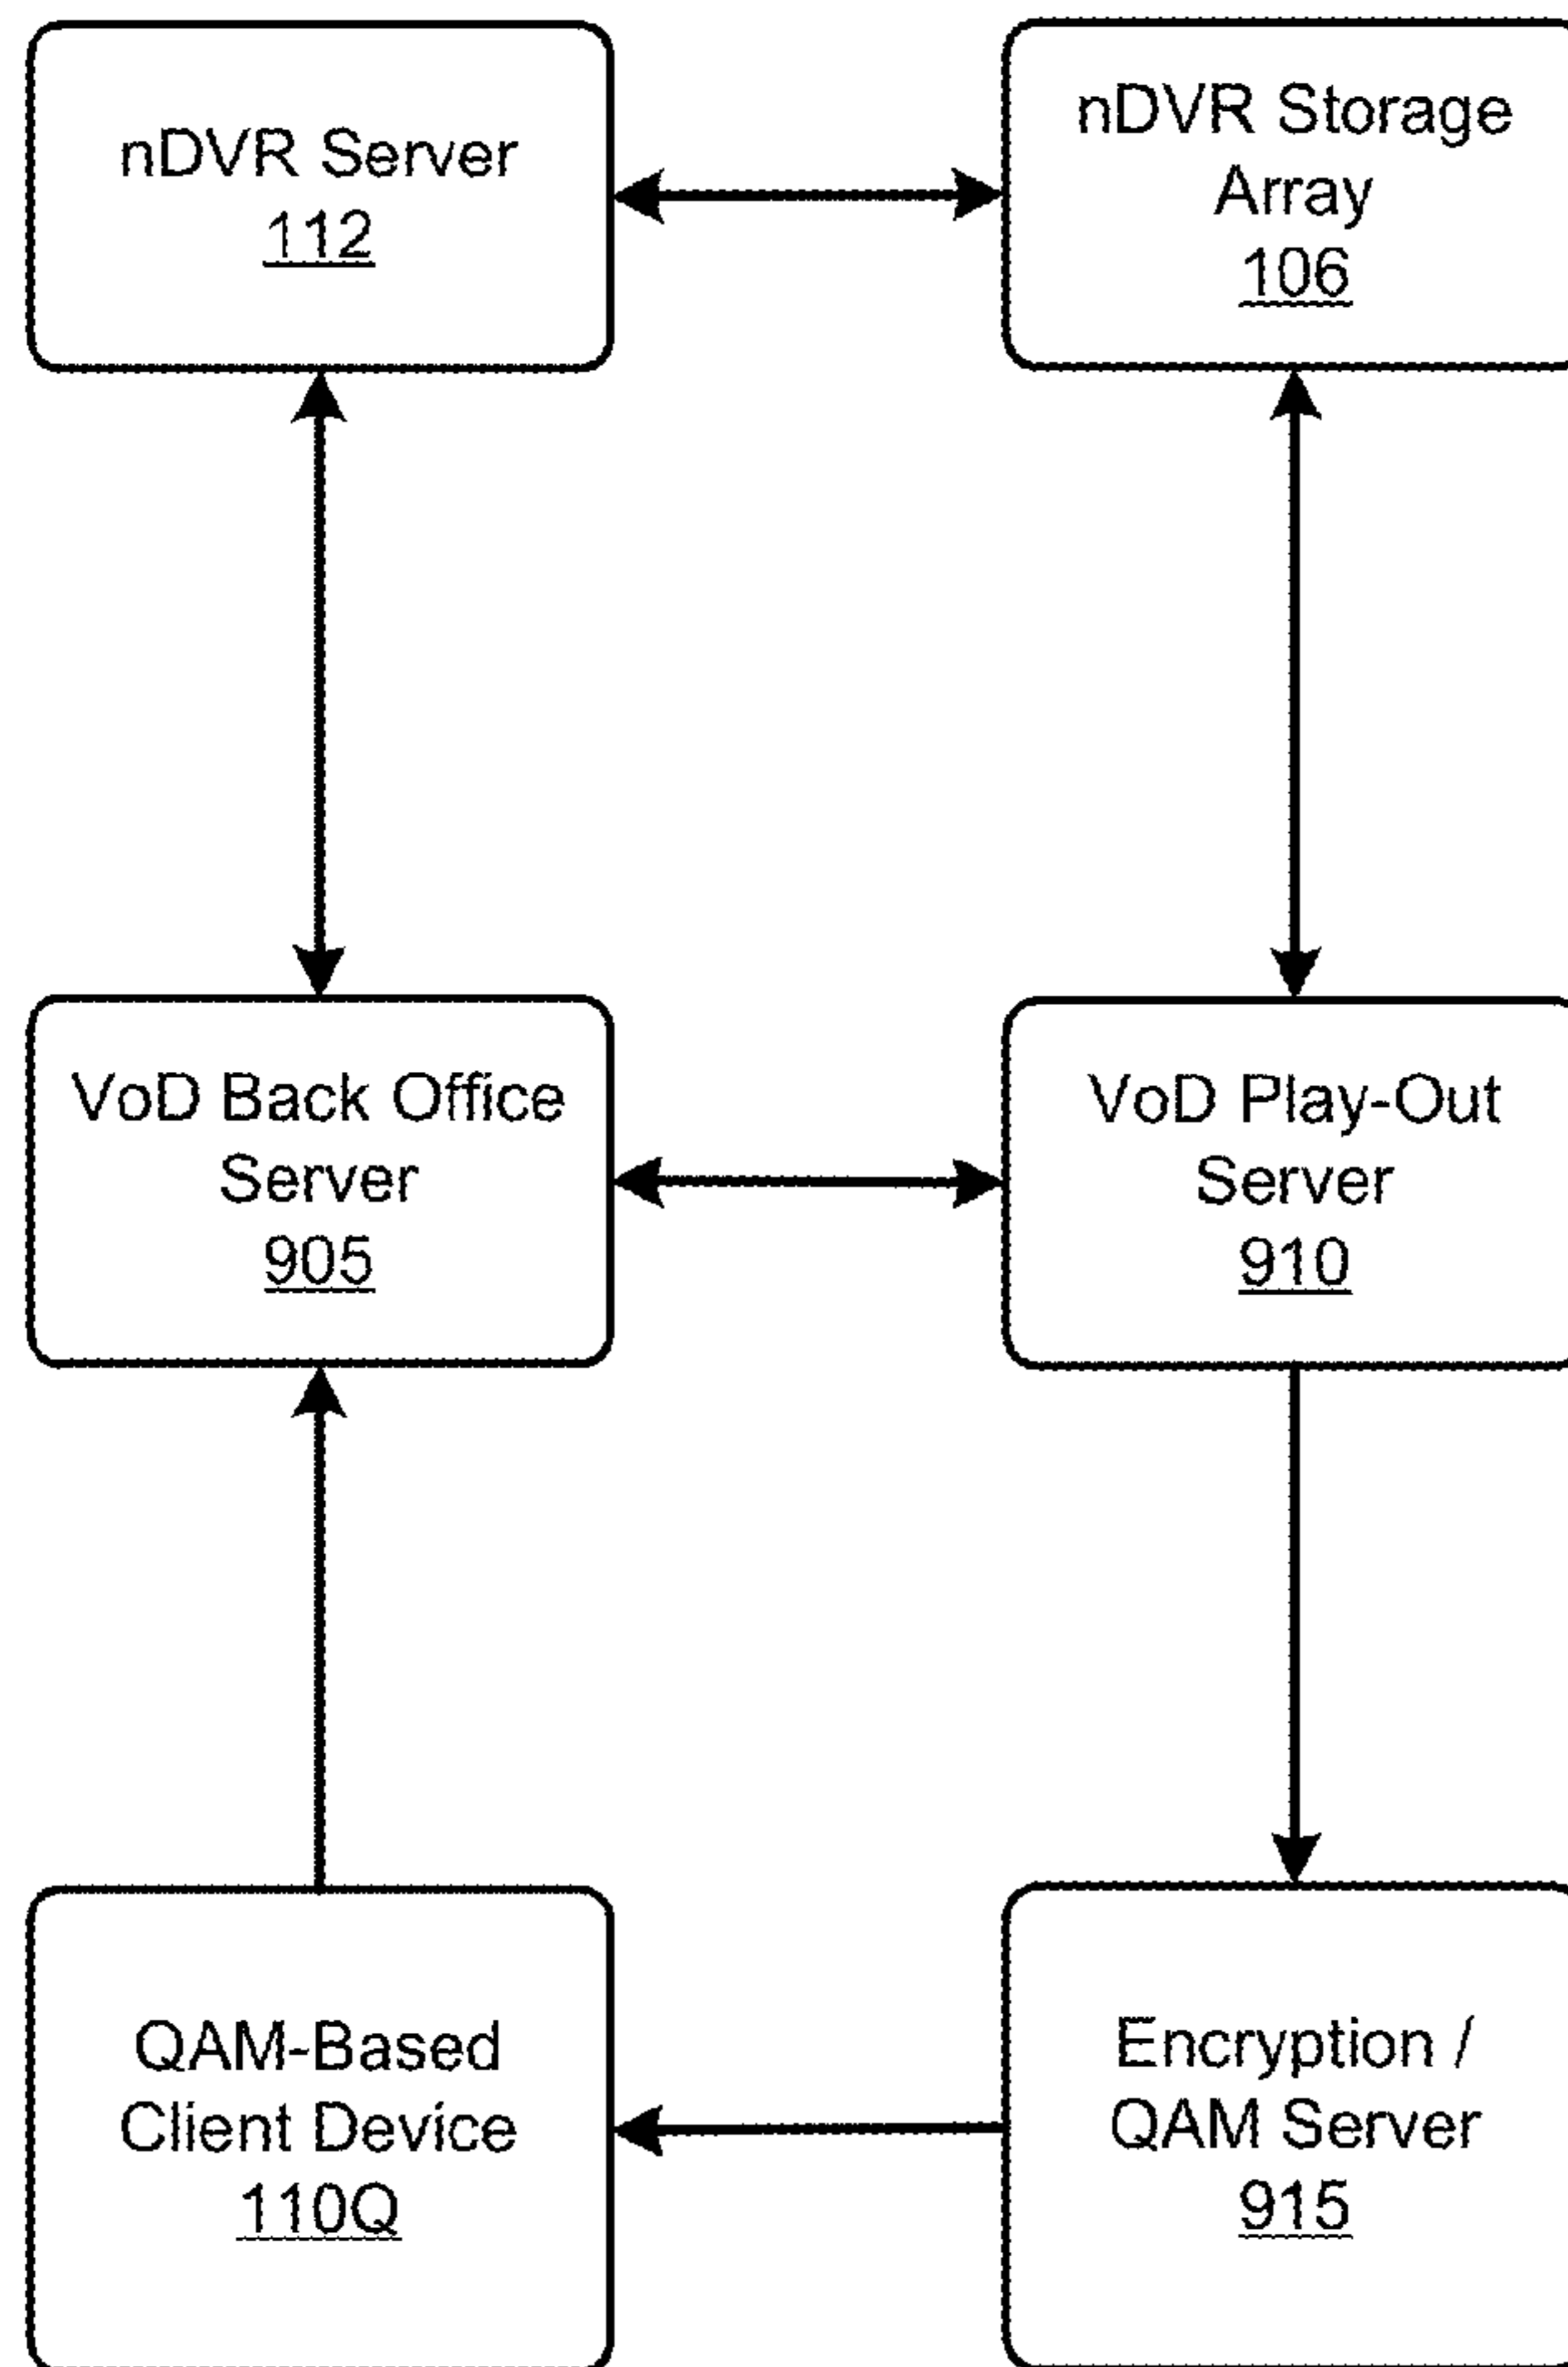 nDVR Server
112
nDVR Storage
Array
106
VoD Back Office
Server
905
VoD Play-Out
Server
910
QAM-Based
Client Device
110Q
Encryption /
QAM Server
915